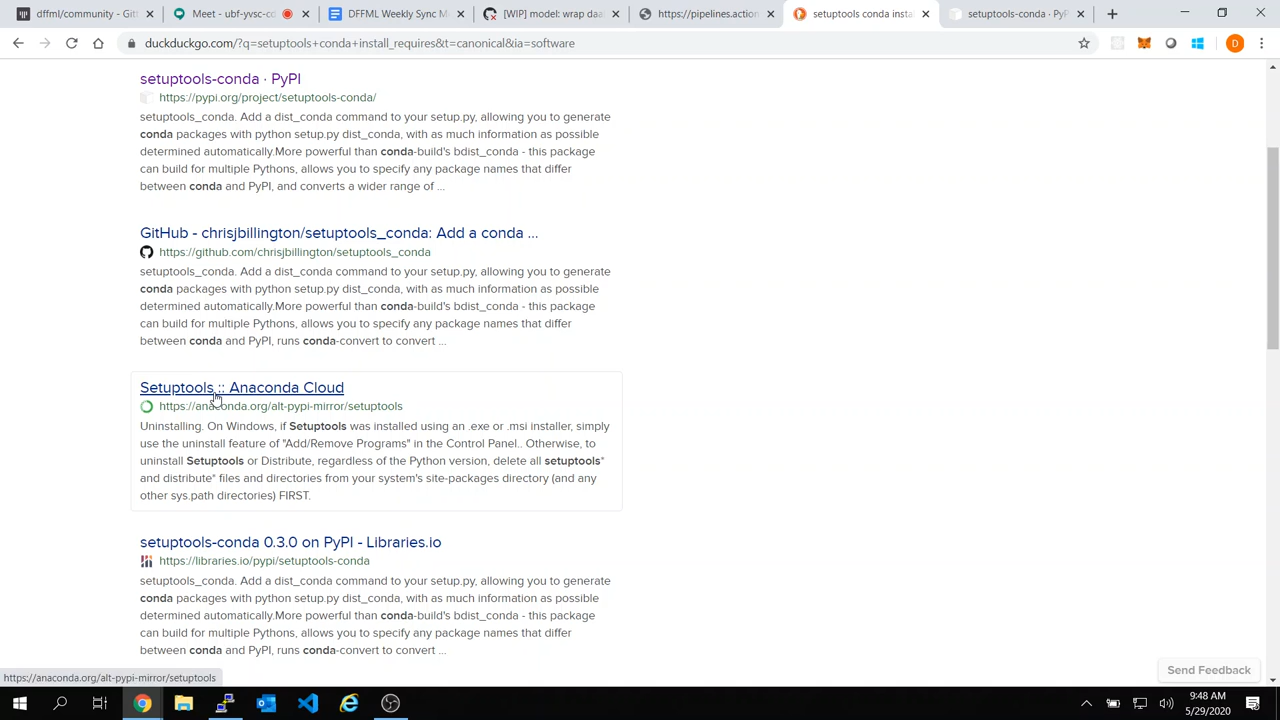 dffml/community - Git
Meet - ubf-yvsc-cc
DFFML Weekly Sync M
[WIP] model: wrap daa
https://pipelines.action
setuptools conda insta
setuptools-conda · PyP
duckduckgo.com/?q=setuptools+conda+install_requires&t=canonical&ia=software
D
setuptools-conda · PyPI
https://pypi.org/project/setuptools-conda/
setuptools_conda. Add a dist_conda command to your setup.py, allowing you to generate
conda packages with python setup.py dist_conda, with as much information as possible
determined automatically.More powerful than conda-build's bdist_conda - this package
can build for multiple Pythons, allows you to specify any package names that differ
between conda and PyPI, and converts a wider range of ...
GitHub - chrisjbillington/setuptools_conda: Add a conda ...
https://github.com/chrisjbillington/setuptools_conda
setuptools_conda. Add a dist_conda command to your setup.py, allowing you to generate
conda packages with python setup.py dist_conda, with as much information as possible
determined automatically.More powerful than conda-build's bdist_conda - this package
can build for multiple Pythons, allows you to specify any package names that differ
between conda and PyPI, runs conda-convert to convert ...
Setuptools :: Anaconda Cloud
https://anaconda.org/alt-pypi-mirror/setuptools
Uninstalling. On Windows, if Setuptools was installed using an .exe or .msi installer, simply
use the uninstall feature of "Add/Remove Programs" in the Control Panel.. Otherwise, to
uninstall Setuptools or Distribute, regardless of the Python version, delete all setuptools*
and distribute* files and directories from your system's site-packages directory (and any
other sys.path directories) FIRST.
setuptools-conda 0.3.0 on PyPI - Libraries.io
https://libraries.io/pypi/setuptools-conda
setuptools_conda. Add a dist_conda command to your setup.py, allowing you to generate
conda packages with python setup.py dist_conda, with as much information as possible
determined automatically.More powerful than conda-build's bdist_conda - this package
can build for multiple Pythons, allows you to specify any package names that differ
between conda and PyPI, runs conda-convert to convert ...
Send Feedback
https://anaconda.org/alt-pypi-mirror/setuptools
9:48 AM
5/29/2020